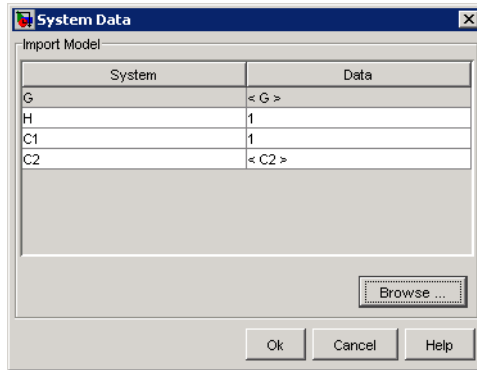 System Data
Import Model
System Data
G < G >
H 1
C1 1
C2 < C2 >
Browse ...
Ok Cancel Help